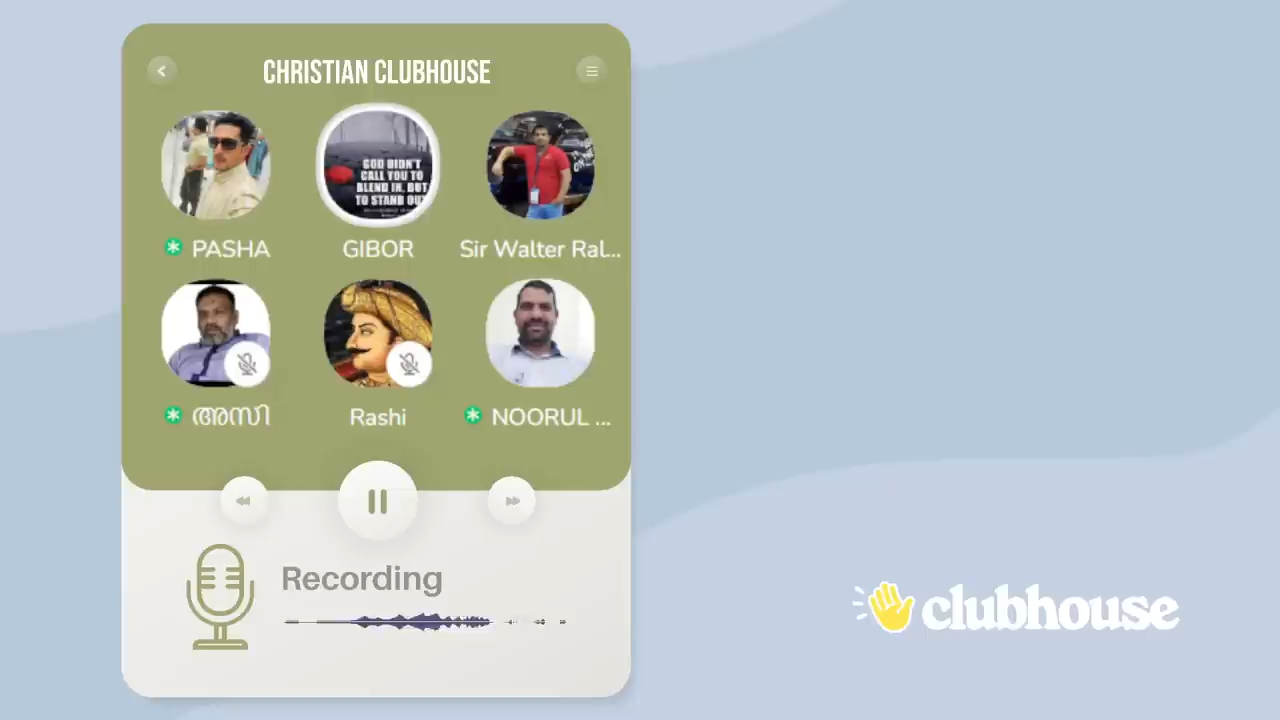 CHRISTIAN CLUBHOUSE
GOD DIDN'T
CALL YOU TO
BLEND IN, BUT
TO STAND OUT
PASHA
GIBOR
Sir Walter Ral...
അസീ
Rashi
NOORUL ...
Recording
clubhouse